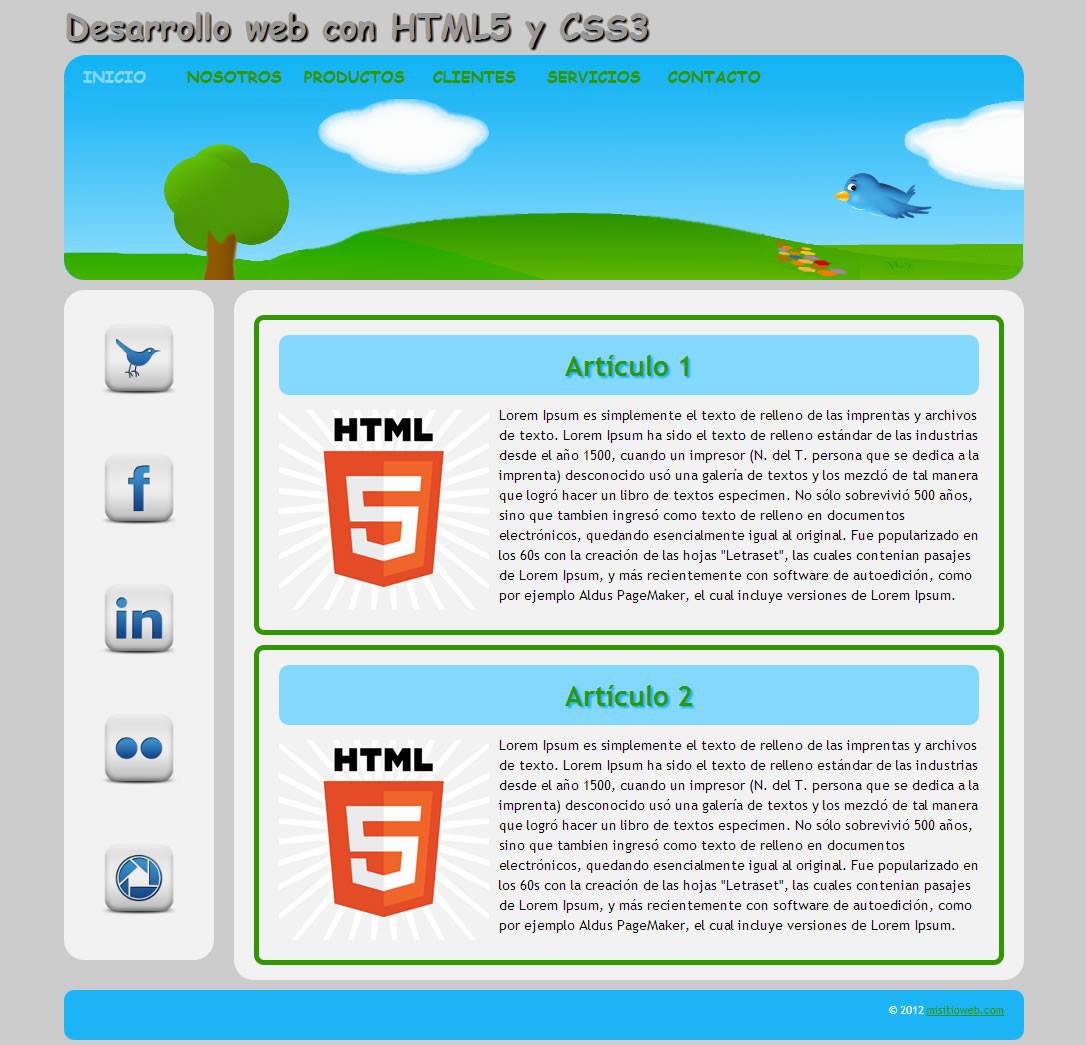 Desarrollo web con HTML5 y CSS3
INICIO NOSOTROS PRODUCTOS CLIENTES SERVICIOS CONTACTO
f
in
Artículo 1
HTML
5
Lorem Ipsum es simplemente el texto de relleno de las imprentas y archivos
de texto. Lorem Ipsum ha sido el texto de relleno estándar de las industrias
desde el año 1500, cuando un impresor (N. del T. persona que se dedica a la
imprenta) desconocido usó una galería de textos y los mezcló de tal manera
que logró hacer un libro de textos especimen. No sólo sobrevivió 500 años,
sino que tambien ingresó como texto de relleno en documentos
electrónicos, quedando esencialmente igual al original. Fue popularizado en
los 60s con la creación de las hojas "Letraset", las cuales contenian pasajes
de Lorem Ipsum, y más recientemente con software de autoedición, como
por ejemplo Aldus PageMaker, el cual incluye versiones de Lorem Ipsum.
Artículo 2
HTML
5
Lorem Ipsum es simplemente el texto de relleno de las imprentas y archivos
de texto. Lorem Ipsum ha sido el texto de relleno estándar de las industrias
desde el año 1500, cuando un impresor (N. del T. persona que se dedica a la
imprenta) desconocido usó una galería de textos y los mezcló de tal manera
que logró hacer un libro de textos especimen. No sólo sobrevivió 500 años,
sino que tambien ingresó como texto de relleno en documentos
electrónicos, quedando esencialmente igual al original. Fue popularizado en
los 60s con la creación de las hojas "Letraset", las cuales contenian pasajes
de Lorem Ipsum, y más recientemente con software de autoedición, como
por ejemplo Aldus PageMaker, el cual incluye versiones de Lorem Ipsum.
© 2012 misitioweb.com